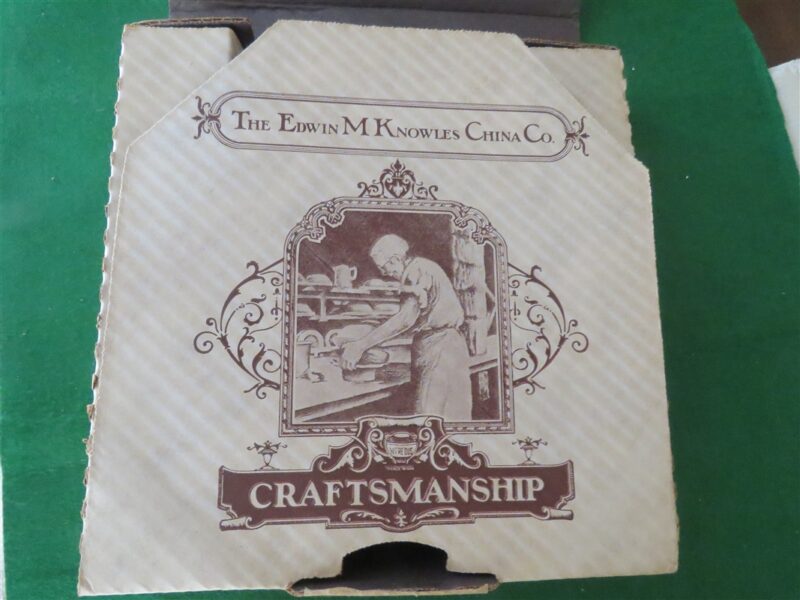 THE EDWIN M KNOWLES CHINA CO.
CRAFTSMANSHIP